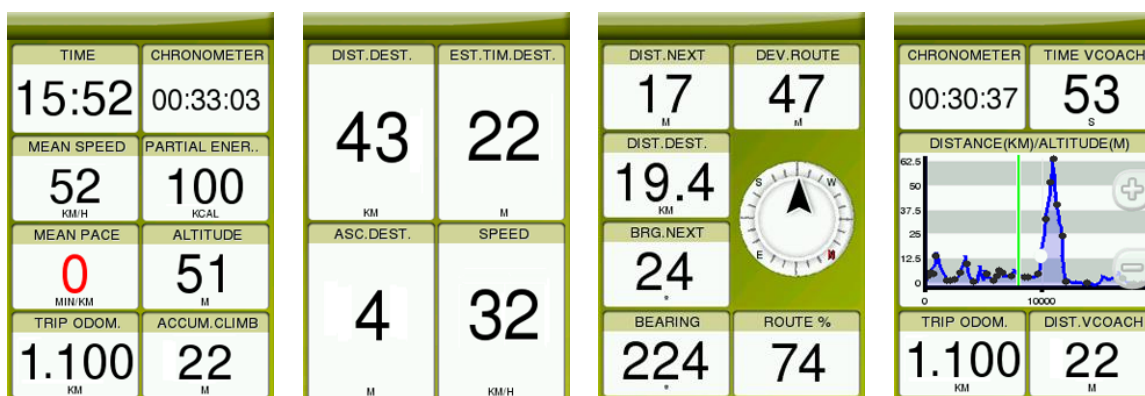 TIME CHRONOMETER
15:52 00:33:03
MEAN SPEED PARTIAL ENER..
52 100
KM/H KCAL
MEAN PACE ALTITUDE
0 51
MIN/KM M
TRIP ODOM. ACCUM.CLIMB
1.100 22
KM M
DIST.DEST. EST.TIM.DEST.
43 22
KM M
ASC.DEST. SPEED
4 32
M KM/H
DIST.NEXT DEV.ROUTE
17 47
M M
DIST.DEST.
19.4
KM
S W
E N
BRG.NEXT
24
°
BEARING ROUTE %
224 74
°
CHRONOMETER TIME VCOACH
00:30:37 53
S
DISTANCE(KM)/ALTITUDE(M)
62.5
50
37.5
25
12.5
0
0 10000
TRIP ODOM. DIST.VCOACH
1.100 22
KM M